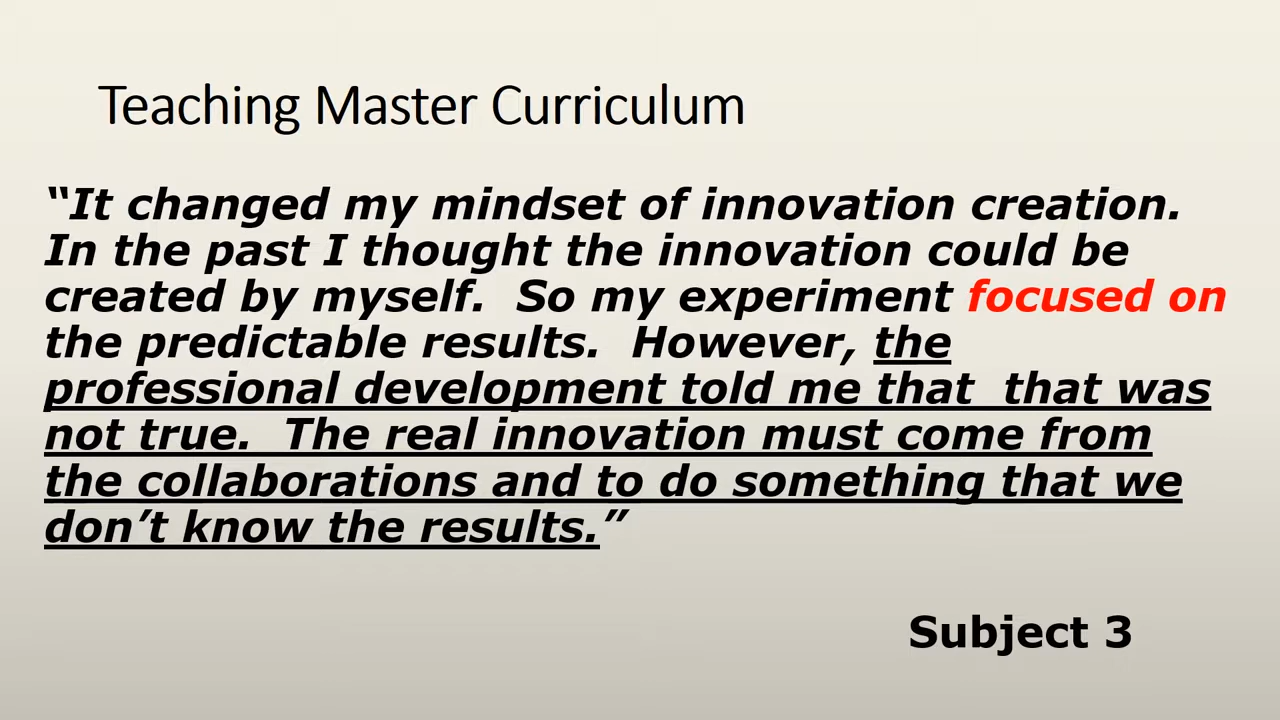 Teaching Master Curriculum
“It changed my mindset of innovation creation.
In the past I thought the innovation could be
created by myself.  So my experiment focused on
the predictable results.  However, the
professional development told me that  that was
not true.  The real innovation must come from
the collaborations and to do something that we
don’t know the results.”
Subject 3